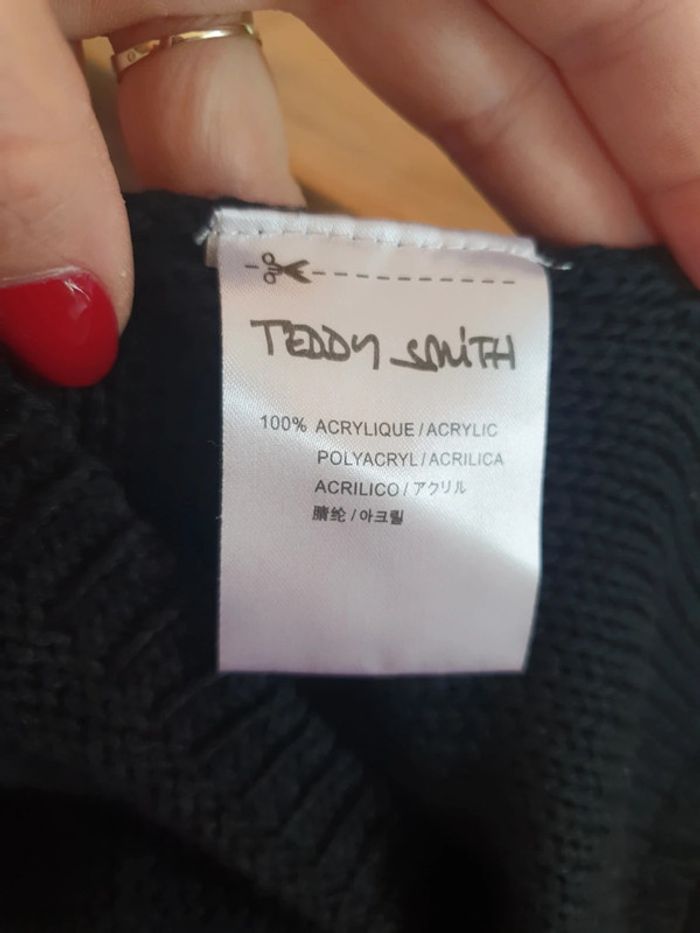 TEDDY SMITH
100% ACRYLIQUE/ACRYLIC
POLYACRYL/ACRILICA
ACRILICO/アクリル
腈纶/아크릴